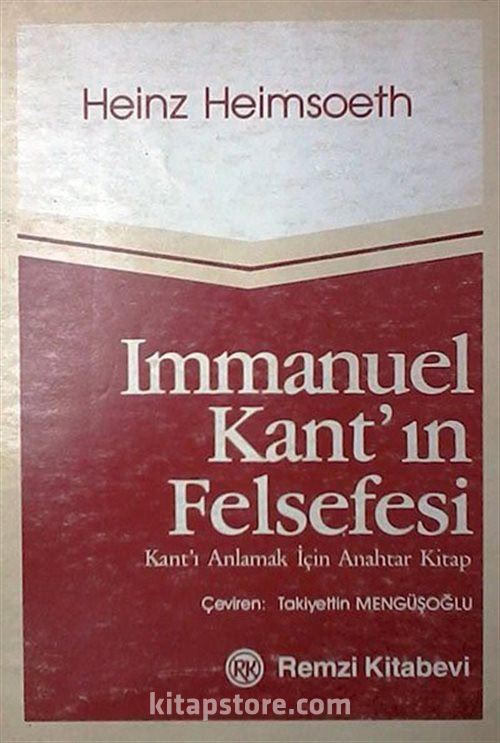 Heinz Heimsoeth
Immanuel
Kant'ın
Felsefesi
Kant'ı Anlamak İçin Anahtar Kitap
Çeviren: Takiyettin MENGÜŞOĞLU
RK Remzi Kitabevi
kitapstore.com